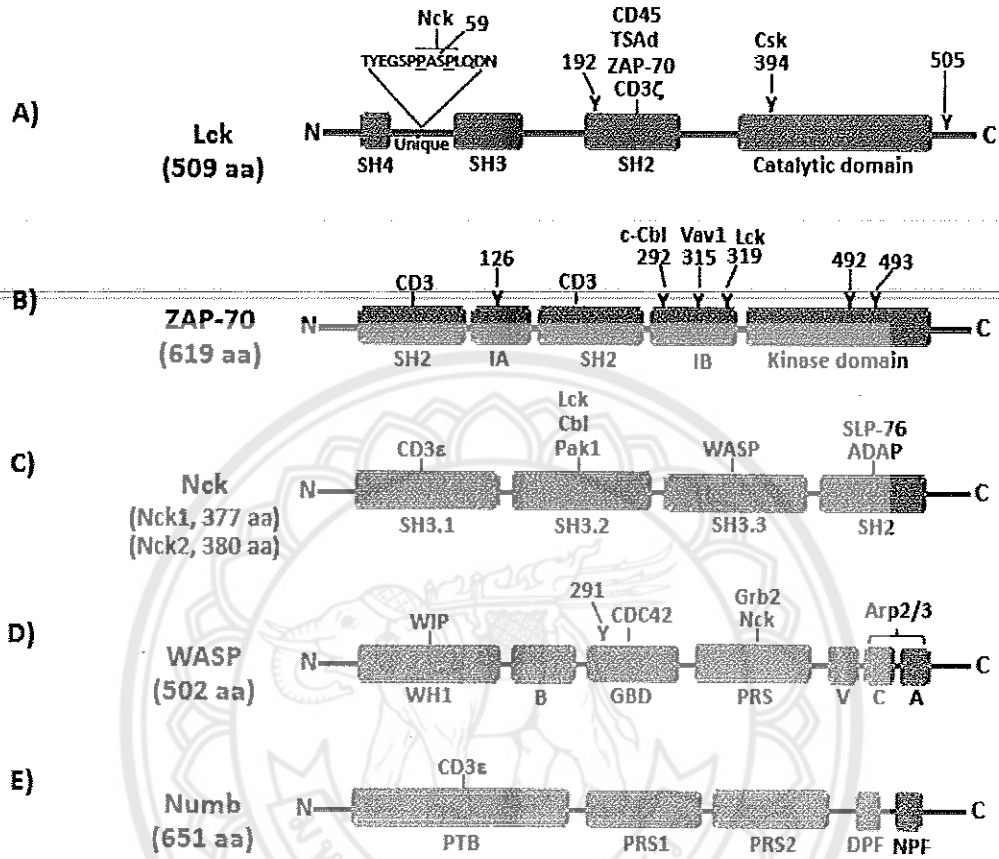 Nck
59
TYEGSPPASPLQDN
CD45
TSAd
ZAP-70
CD3ζ
192
Y
Csk
394
Y
505
Y
A)
Lck
(509 aa)
N
Unique
C
SH4
SH3
SH2
Catalytic domain
B)
ZAP-70
(619 aa)
CD3
126
Y
CD3
c-Cbl
292
Y
Vav1
315
Y
Lck
319
Y
492
Y
493
Y
N
C
SH2
IA
SH2
IB
Kinase domain
C)
Nck
(Nck1, 377 aa)
(Nck2, 380 aa)
CD3ε
Lck
Cbl
Pak1
WASP
SLP-76
ADAP
N
C
SH3.1
SH3.2
SH3.3
SH2
D)
WASP
(502 aa)
WIP
291
Y
CDC42
Grb2
Nck
Arp2/3
N
C
WH1
B
GBD
PRS
V
C
A
E)
Numb
(651 aa)
CD3ε
N
C
PTB
PRS1
PRS2
DPF
NPF